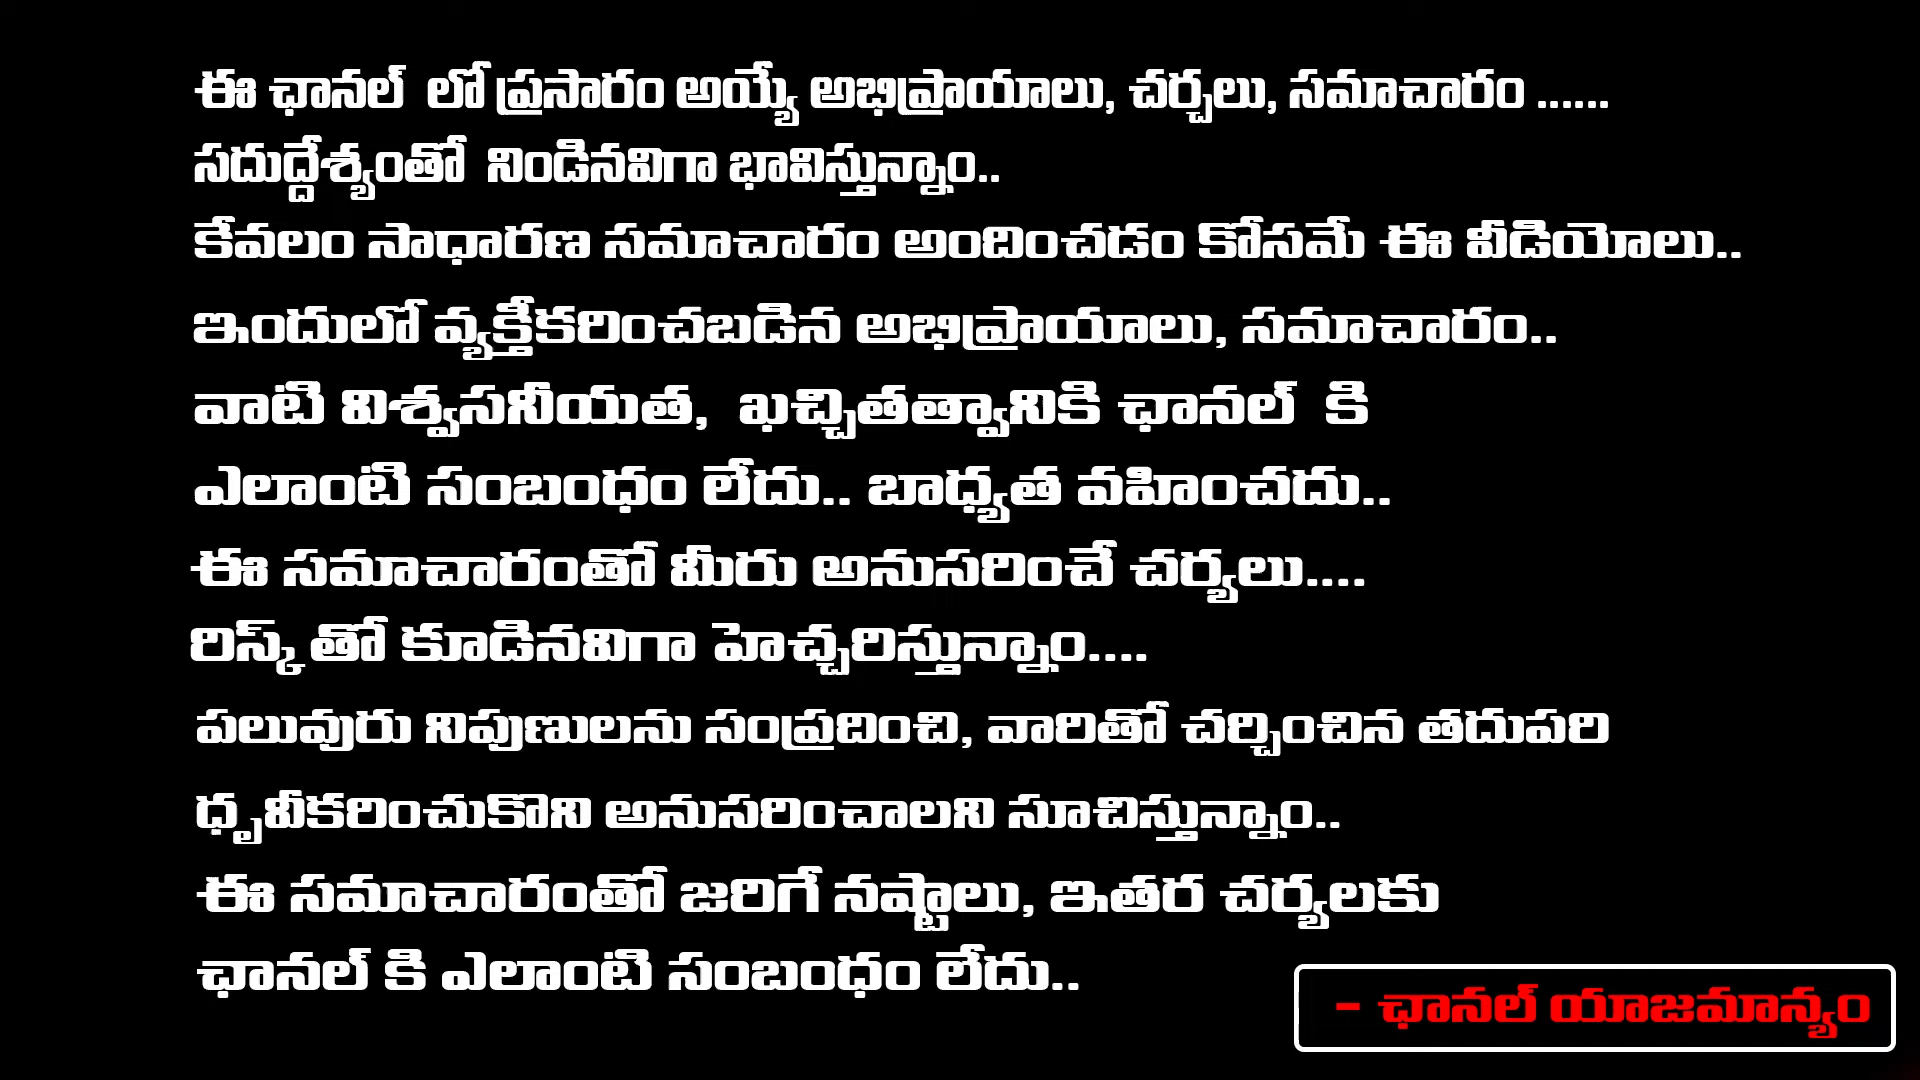 ఈ ఛానల్ లో ప్రసారం అయ్యే అభిప్రాయాలు, చర్చలు, సమాచారం ......
సదుద్దేశ్యంతో నిండినవిగా భావిస్తున్నాం..
కేవలం సాధారణ సమాచారం అందించడం కోసమే ఈ వీడియోలు..
ఇందులో వ్యక్తీకరించబడిన అభిప్రాయాలు, సమాచారం..
వాటి విశ్వసనీయత, ఖచ్చితత్వానికి ఛానల్ కి
ఎలాంటి సంబంధం లేదు.. బాధ్యత వహించదు..
ఈ సమాచారంతో మీరు అనుసరించే చర్యలు....
రిస్క్ తో కూడినవిగా హెచ్చరిస్తున్నాం....
పలువురు నిపుణులను సంప్రదించి, వారితో చర్చించిన తదుపరి
ధృవీకరించుకొని అనుసరించాలని సూచిస్తున్నాం..
ఈ సమాచారంతో జరిగే నష్టాలు, ఇతర చర్యలకు
ఛానల్ కి ఎలాంటి సంబంధం లేదు..
- ఛానల్ యాజమాన్యం